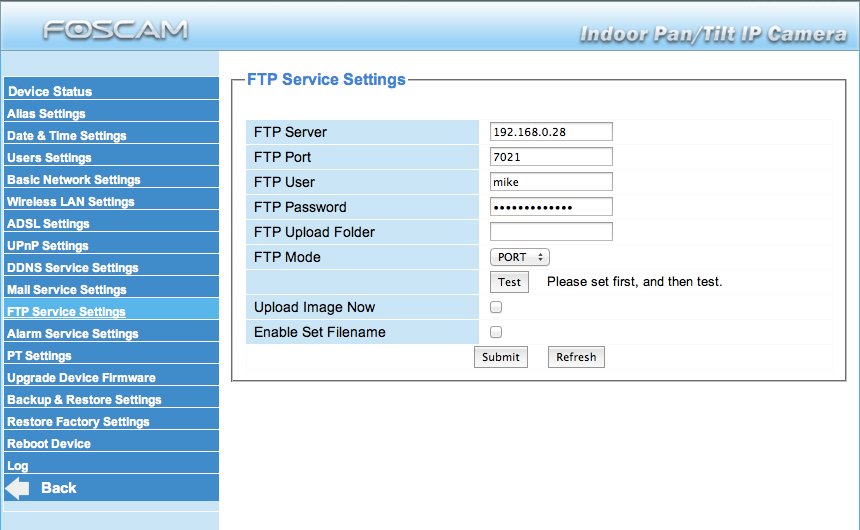 FOSCAM
Indoor Pan/Tilt IP Camera
Device Status
Alias Settings
Date & Time Settings
Users Settings
Basic Network Settings
Wireless LAN Settings
ADSL Settings
UPnP Settings
DDNS Service Settings
Mail Service Settings
FTP Service Settings
Alarm Service Settings
PT Settings
Upgrade Device Firmware
Backup & Restore Settings
Restore Factory Settings
Reboot Device
Log
Back
FTP Service Settings
FTP Server 192.168.0.28
FTP Port 7021
FTP User mike
FTP Password •••••••••••••
FTP Upload Folder
FTP Mode PORT
Test Please set first, and then test.
Upload Image Now
Enable Set Filename
Submit Refresh